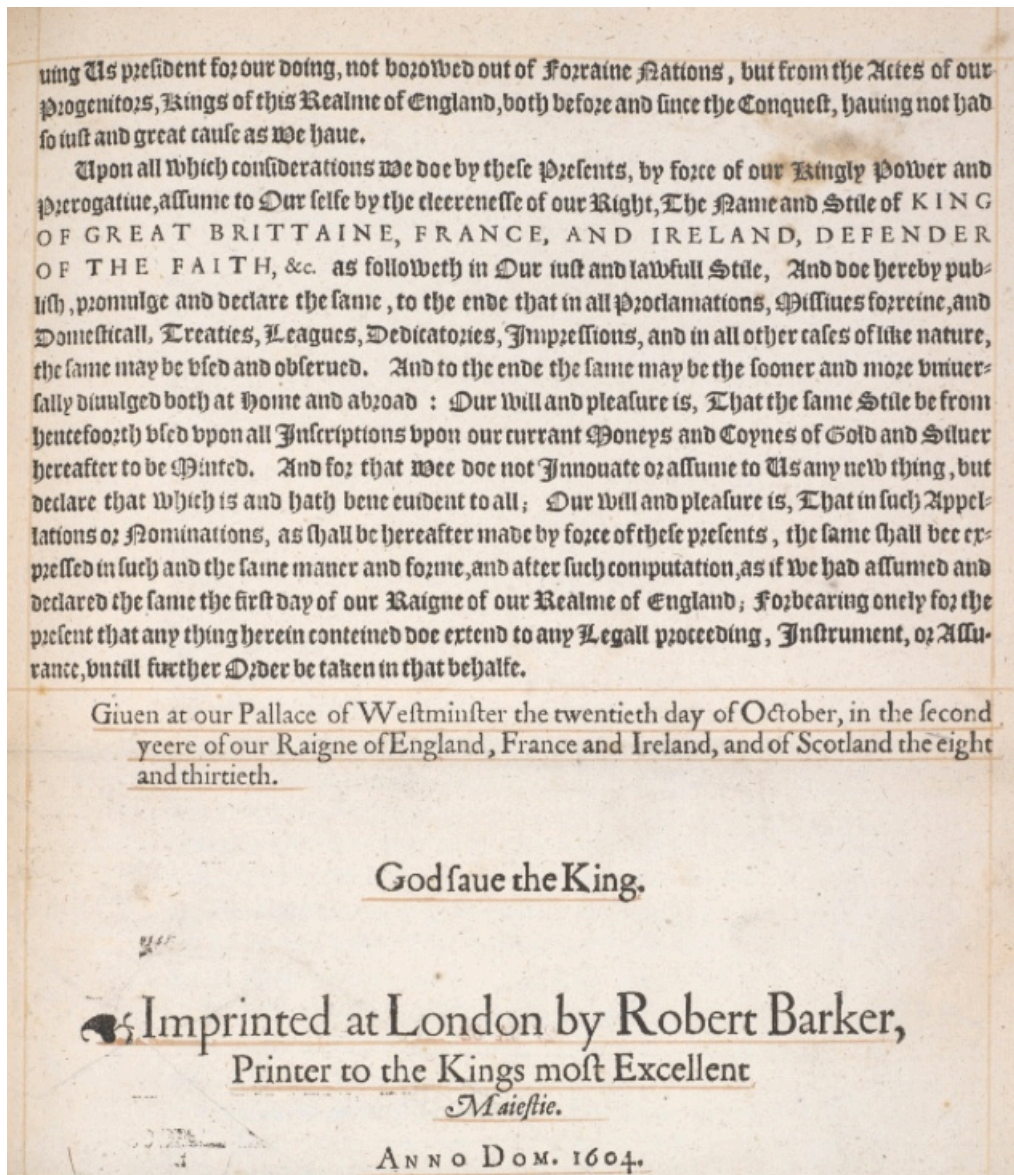 uing Us president for our doing, not borowed out of Forraine Nations, but from the Actes of our
Progenitors, Kings of this Realme of England, both before and since the Conquest, hauing not had
so iust and great cause as We haue.
Upon all which considerations We doe by these Presents, by force of our Kingly Power and
Prerogatiue, assume to Our selfe by the cleerenesse of our Right, The Name and Stile of KING
OF GREAT BRITTAINE, FRANCE, AND IRELAND, DEFENDER
OF THE FAITH, &c. as followeth in Our iust and lawfull Stile, And doe hereby pub-
lish, promulge and declare the same, to the ende that in all Proclamations, Missiues forreine, and
Domesticall, Treaties, Leagues, Dedicatories, Impressions, and in all other cases of like nature,
the same may be vsed and obserued. And to the ende the same may be the sooner and more vniuer-
sally diuulged both at home and abroad : Our will and pleasure is, That the same Stile be from
hencefoorth vsed vpon all Inscriptions vpon our currant Moneys and Coynes of Gold and Siluer
hereafter to be Minted. And for that Wee doe not Innouate or assume to Us any new thing, but
declare that which is and hath bene euident to all; Our will and pleasure is, That in such Appel-
lations or Nominations, as shall be hereafter made by force of these presents, the same shall bee ex-
pressed in such and the same maner and forme, and after such computation, as if we had assumed and
declared the same the first day of our Raigne of our Realme of England; Forbearing onely for the
present that any thing herein conteined doe extend to any Legall proceeding, Instrument, or Assu-
rance, vntill further Order be taken in that behalfe.
Giuen at our Pallace of Westminster the twentieth day of October, in the second
yeere of our Raigne of England, France and Ireland, and of Scotland the eight
and thirtieth.
God saue the King.
Imprinted at London by Robert Barker,
Printer to the Kings most Excellent
Maiestie.
ANNO DOM. 1604.